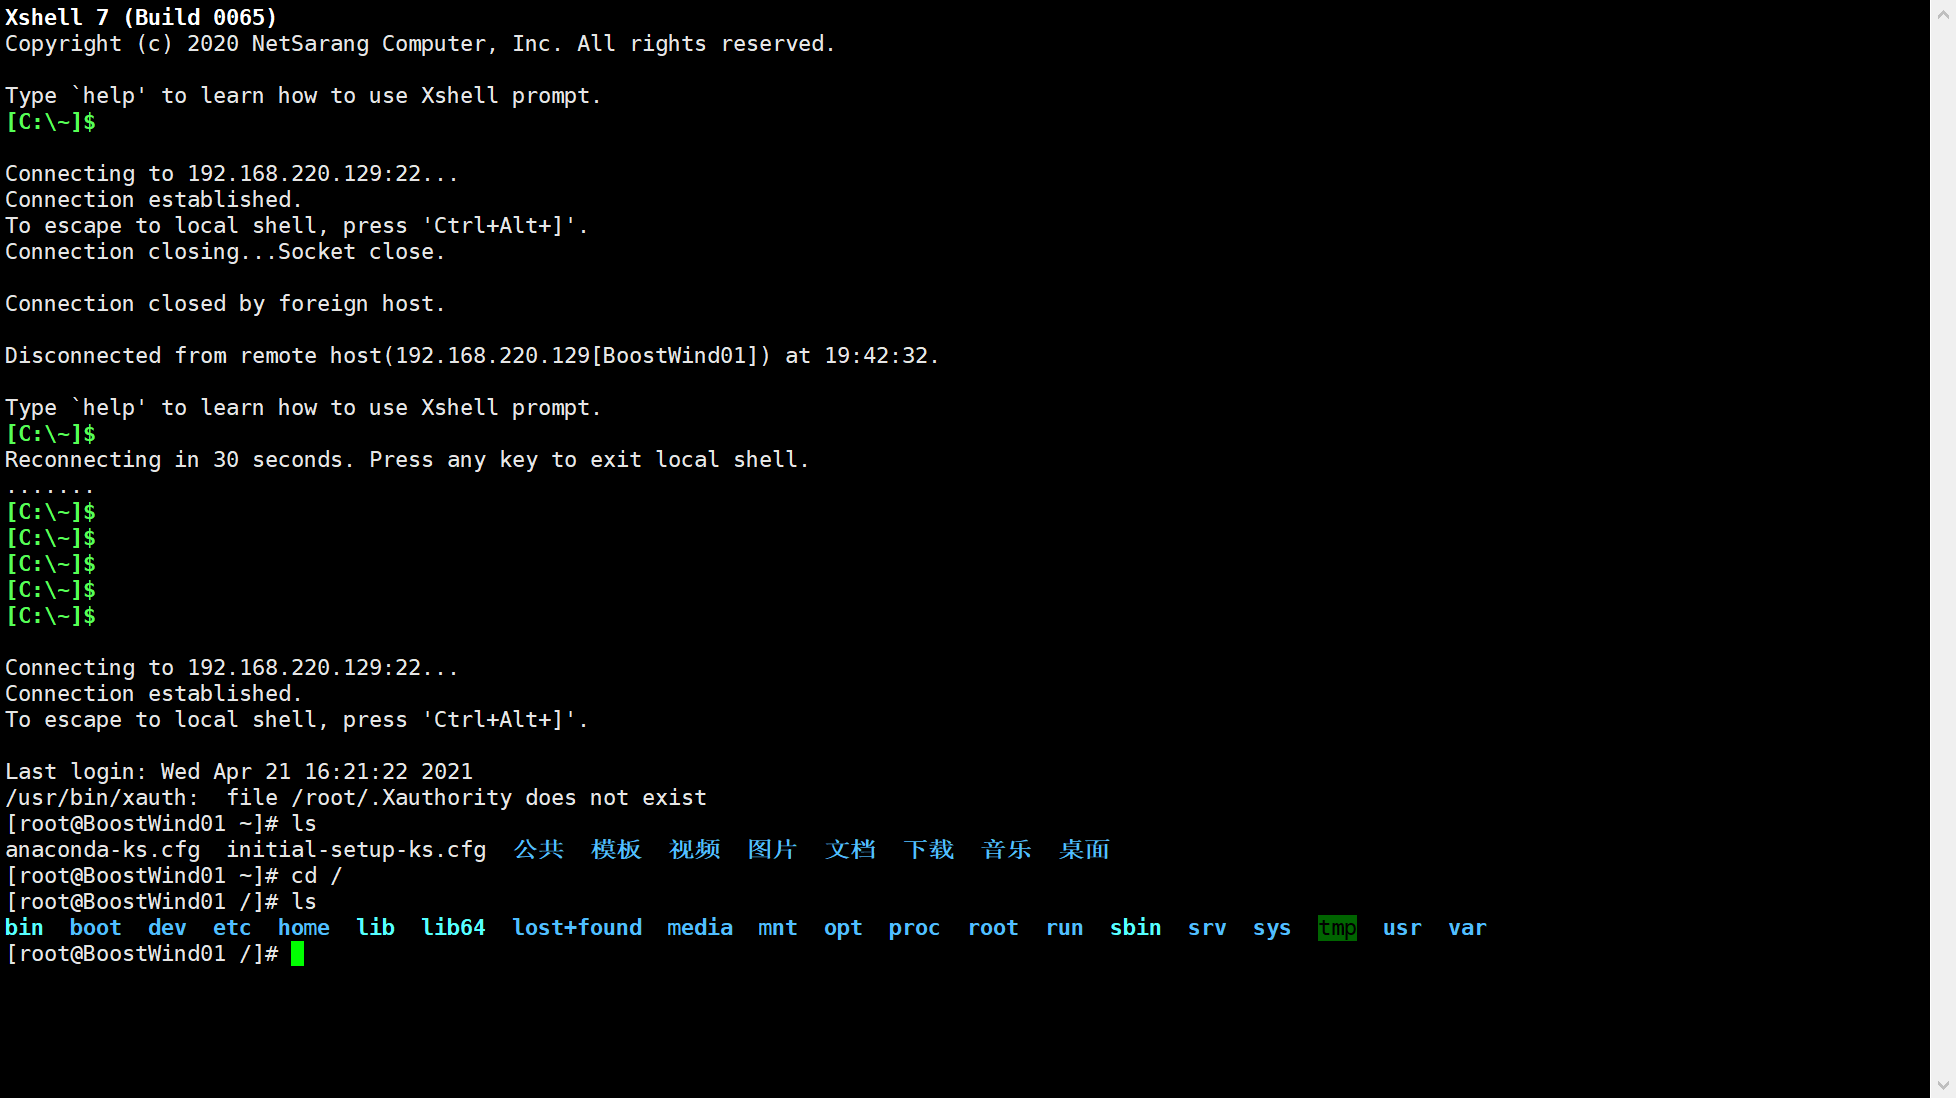 Xshell 7 (Build 0065)
Copyright (c) 2020 NetSarang Computer, Inc. All rights reserved.
Type `help' to learn how to use Xshell prompt.
[C:\~]$
Connecting to 192.168.220.129:22...
Connection established.
To escape to local shell, press 'Ctrl+Alt+]'.
Connection closing...Socket close.
Connection closed by foreign host.
Disconnected from remote host(192.168.220.129[BoostWind01]) at 19:42:32.
Type `help' to learn how to use Xshell prompt.
[C:\~]$
Reconnecting in 30 seconds. Press any key to exit local shell.
.......
[C:\~]$
[C:\~]$
[C:\~]$
[C:\~]$
[C:\~]$
Connecting to 192.168.220.129:22...
Connection established.
To escape to local shell, press 'Ctrl+Alt+]'.
Last login: Wed Apr 21 16:21:22 2021
/usr/bin/xauth:  file /root/.Xauthority does not exist
[root@BoostWind01 ~]# ls
anaconda-ks.cfg  initial-setup-ks.cfg  公共  模板  视频  图片  文档  下载  音乐  桌面
[root@BoostWind01 ~]# cd /
[root@BoostWind01 /]# ls
bin  boot  dev  etc  home  lib  lib64  lost+found  media  mnt  opt  proc  root  run  sbin  srv  sys  tmp  usr  var
[root@BoostWind01 /]#